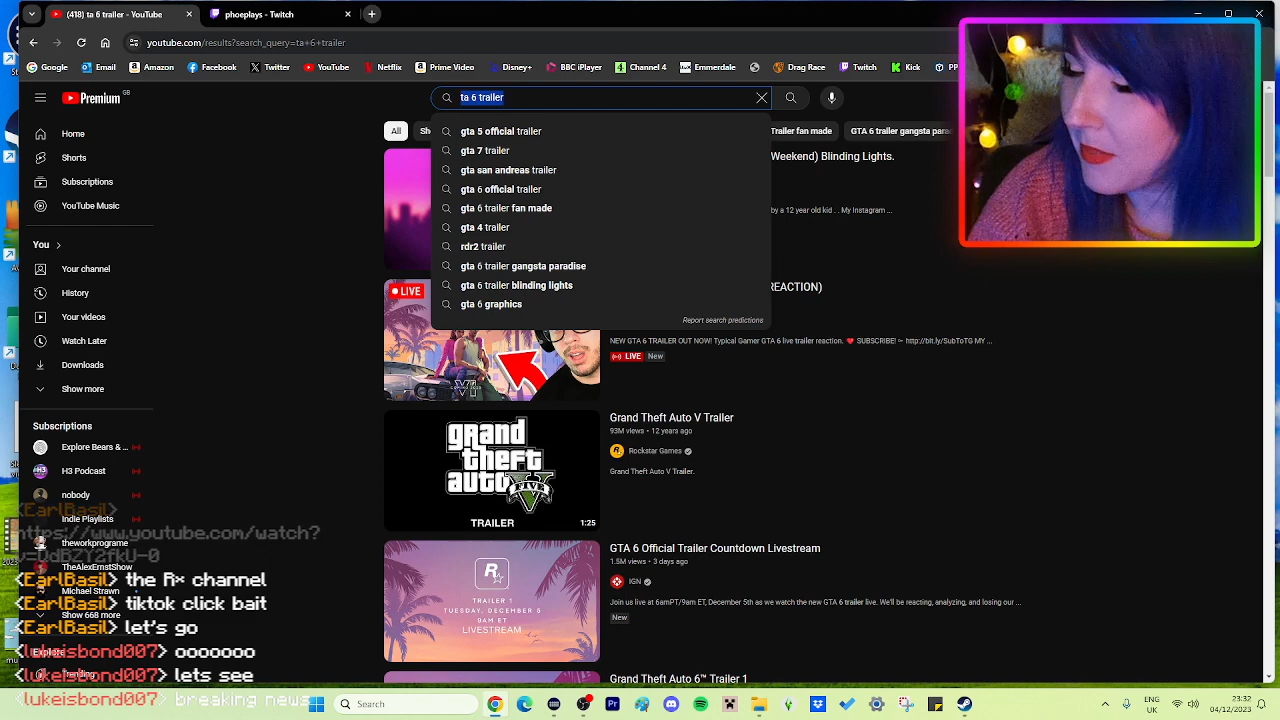 (418) ta 6 trailer - YouTube
phoeplays - Twitch
youtube.com/results?search_query=ta+6+trailer
Google
Email
Amazon
Facebook
Twitter
YouTube
Netflix
Prime Video
Disney+
BBC iPlayer
Channel 4
Emmerdale
Drag Race
Twitch
Kick
PP
Premium GB
ta 6 trailer
All
Sh
Trailer fan made
GTA 6 trailer gangsta parad
Home
Shorts
Subscriptions
YouTube Music
You
Your channel
History
Your videos
Watch Later
Downloads
Show more
Subscriptions
Explore Bears & ...
H3 Podcast
nobody
Indie Playlists
theworkprograme
TheAlexErnstShow
Michael Strawn
Show 668 more
Explore
Trending
gta 5 official trailer
gta 7 trailer
gta san andreas trailer
gta 6 official trailer
gta 6 trailer fan made
gta 4 trailer
rdr2 trailer
gta 6 trailer gangsta paradise
gta 6 trailer blinding lights
gta 6 graphics
Report search predictions
Weekend) Blinding Lights.
by a 12 year old kid . . My Instagram ...
LIVE
VI
REACTION)
NEW GTA 6 TRAILER OUT NOW! Typical Gamer GTA 6 live trailer reaction. ❤️ SUBSCRIBE! ➣ http://bit.ly/SubToTG MY ...
LIVE
New
grand
theft
auto
V
FIVE
TRAILER
1:25
Grand Theft Auto V Trailer
93M views • 12 years ago
Rockstar Games
Grand Theft Auto V Trailer.
R
TRAILER 1
TUESDAY, DECEMBER 5
9AM ET
LIVESTREAM
GTA 6 Official Trailer Countdown Livestream
1.5M views • 3 days ago
IGN
Join us live at 6amPT/9am ET, December 5th as we watch the new GTA 6 trailer live. We'll be reacting, analyzing, and losing our ...
New
Grand Theft Auto 6™ Trailer 1
<EarlBasil>
https://www.youtube.com/watch?
<EarlBasil> the R* channel
<EarlBasil> tiktok click bait
<EarlBasil> let's go
<lukeisbond007> ooooooo
<lukeisbond007> lets see
<lukeisbond007> breaking news
Search
ENG
UK
23:32
04/12/2023